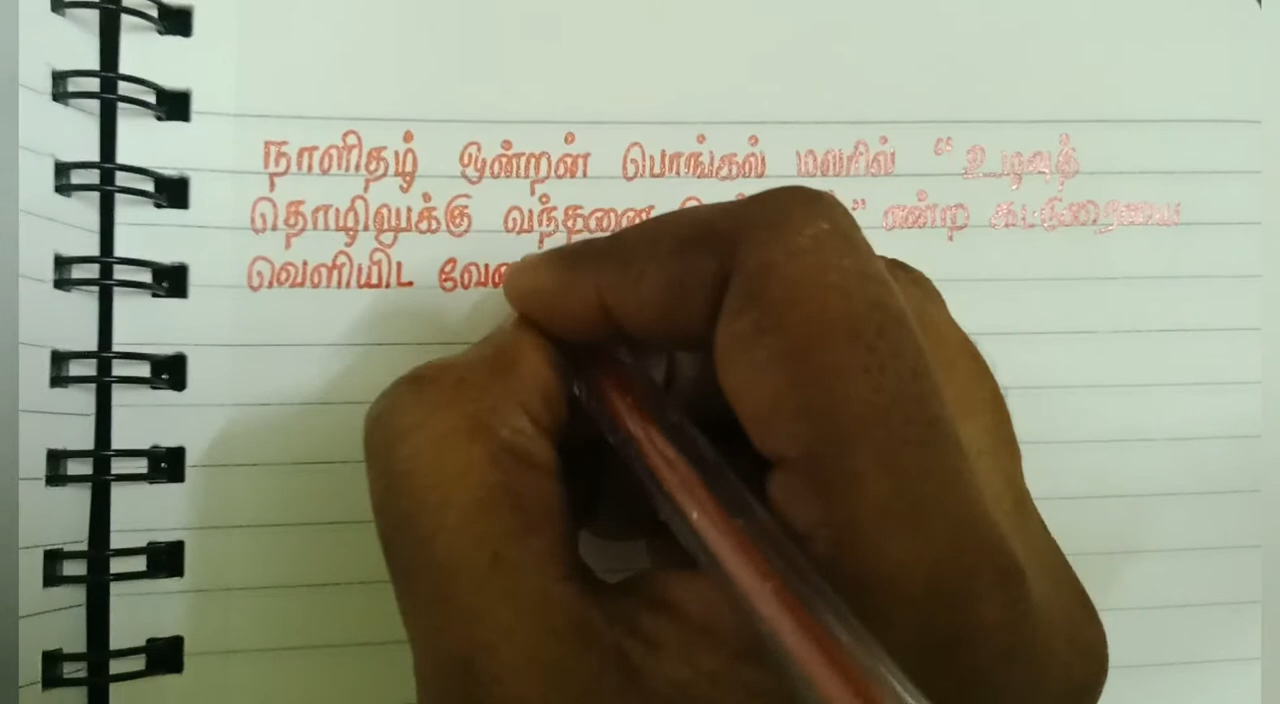 நாளிதழ் ஒன்றன் பொங்கல் மலரில் “உழவுத்
தொழிலுக்கு வந்தனை ” என்ற கட்டுரையை
வெளியிட